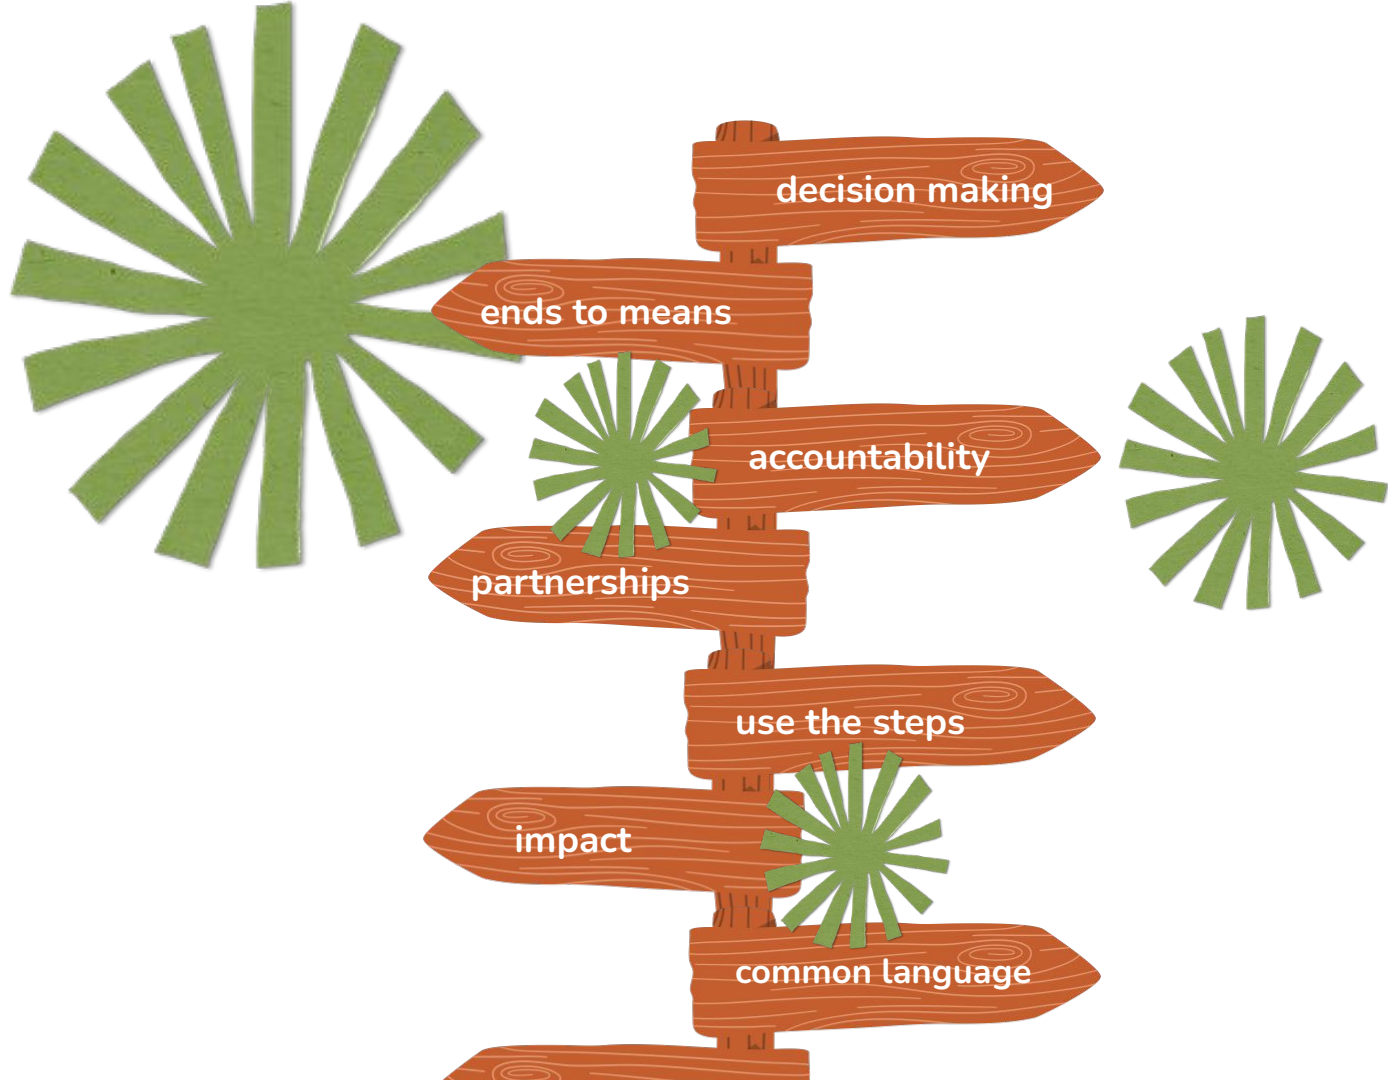 decision making
ends to means
accountability
partnerships
use the steps
impact
common language